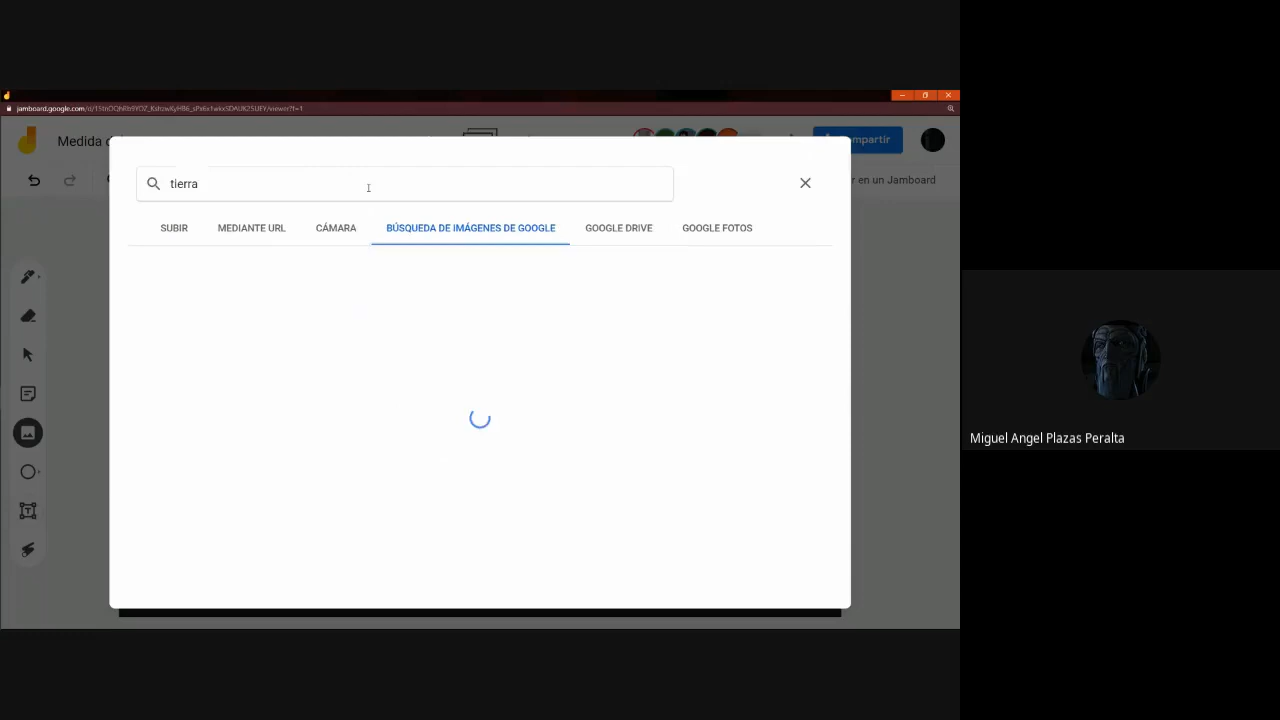 Medida
mpartir
tierra
r en un Jamboard
SUBIR
MEDIANTE URL
CÁMARA
BÚSQUEDA DE IMÁGENES DE GOOGLE
GOOGLE DRIVE
GOOGLE FOTOS
Miguel Angel Plazas Peralta